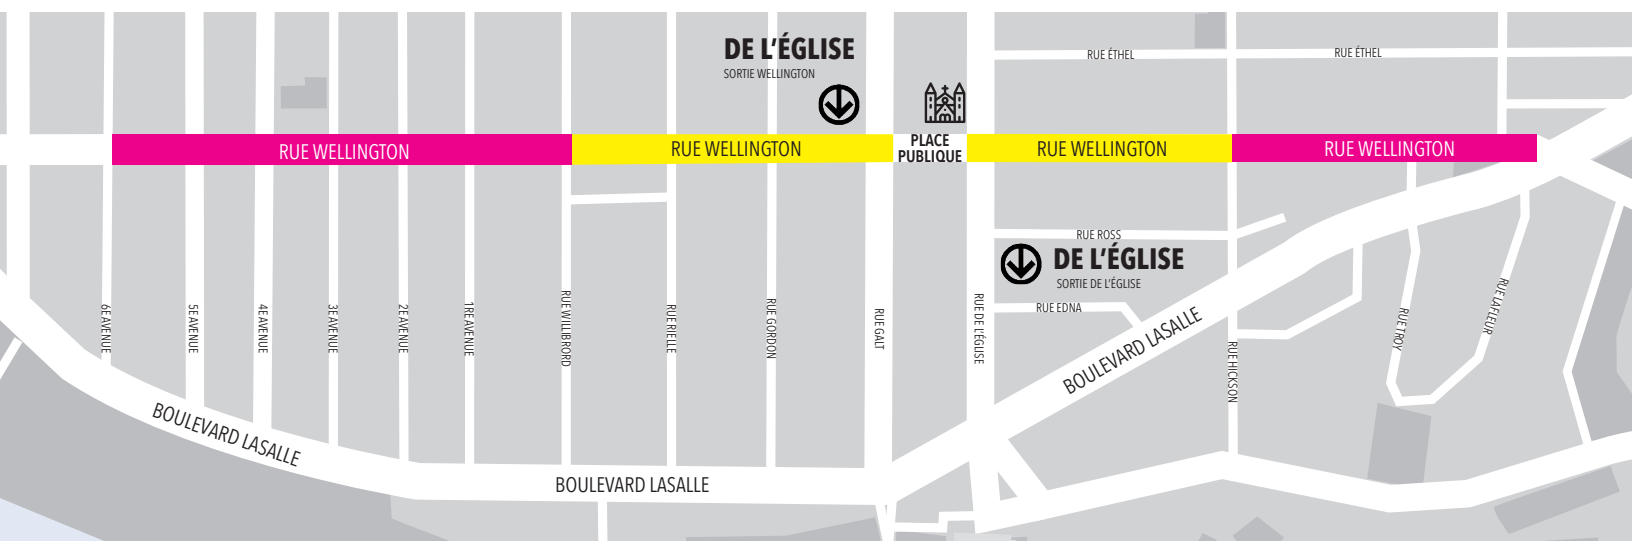 DE L'ÉGLISE
SORTIE WELLINGTON
RUE ÉTHEL
RUE ÉTHEL
RUE WELLINGTON
RUE WELLINGTON
PLACE
PUBLIQUE
RUE WELLINGTON
RUE WELLINGTON
RUE ROSS
DE L'ÉGLISE
SORTIE DE L'ÉGLISE
RUE EDNA
6E AVENUE
5E AVENUE
4E AVENUE
3E AVENUE
2E AVENUE
1RE AVENUE
RUE WILLIBRORD
RUE RIELLE
RUE GORDON
RUE GALT
RUE DE L'ÉGLISE
BOULEVARD LASALLE
RUE HICKSON
RUE TROY
RUE LAFLEUR
BOULEVARD LASALLE
BOULEVARD LASALLE